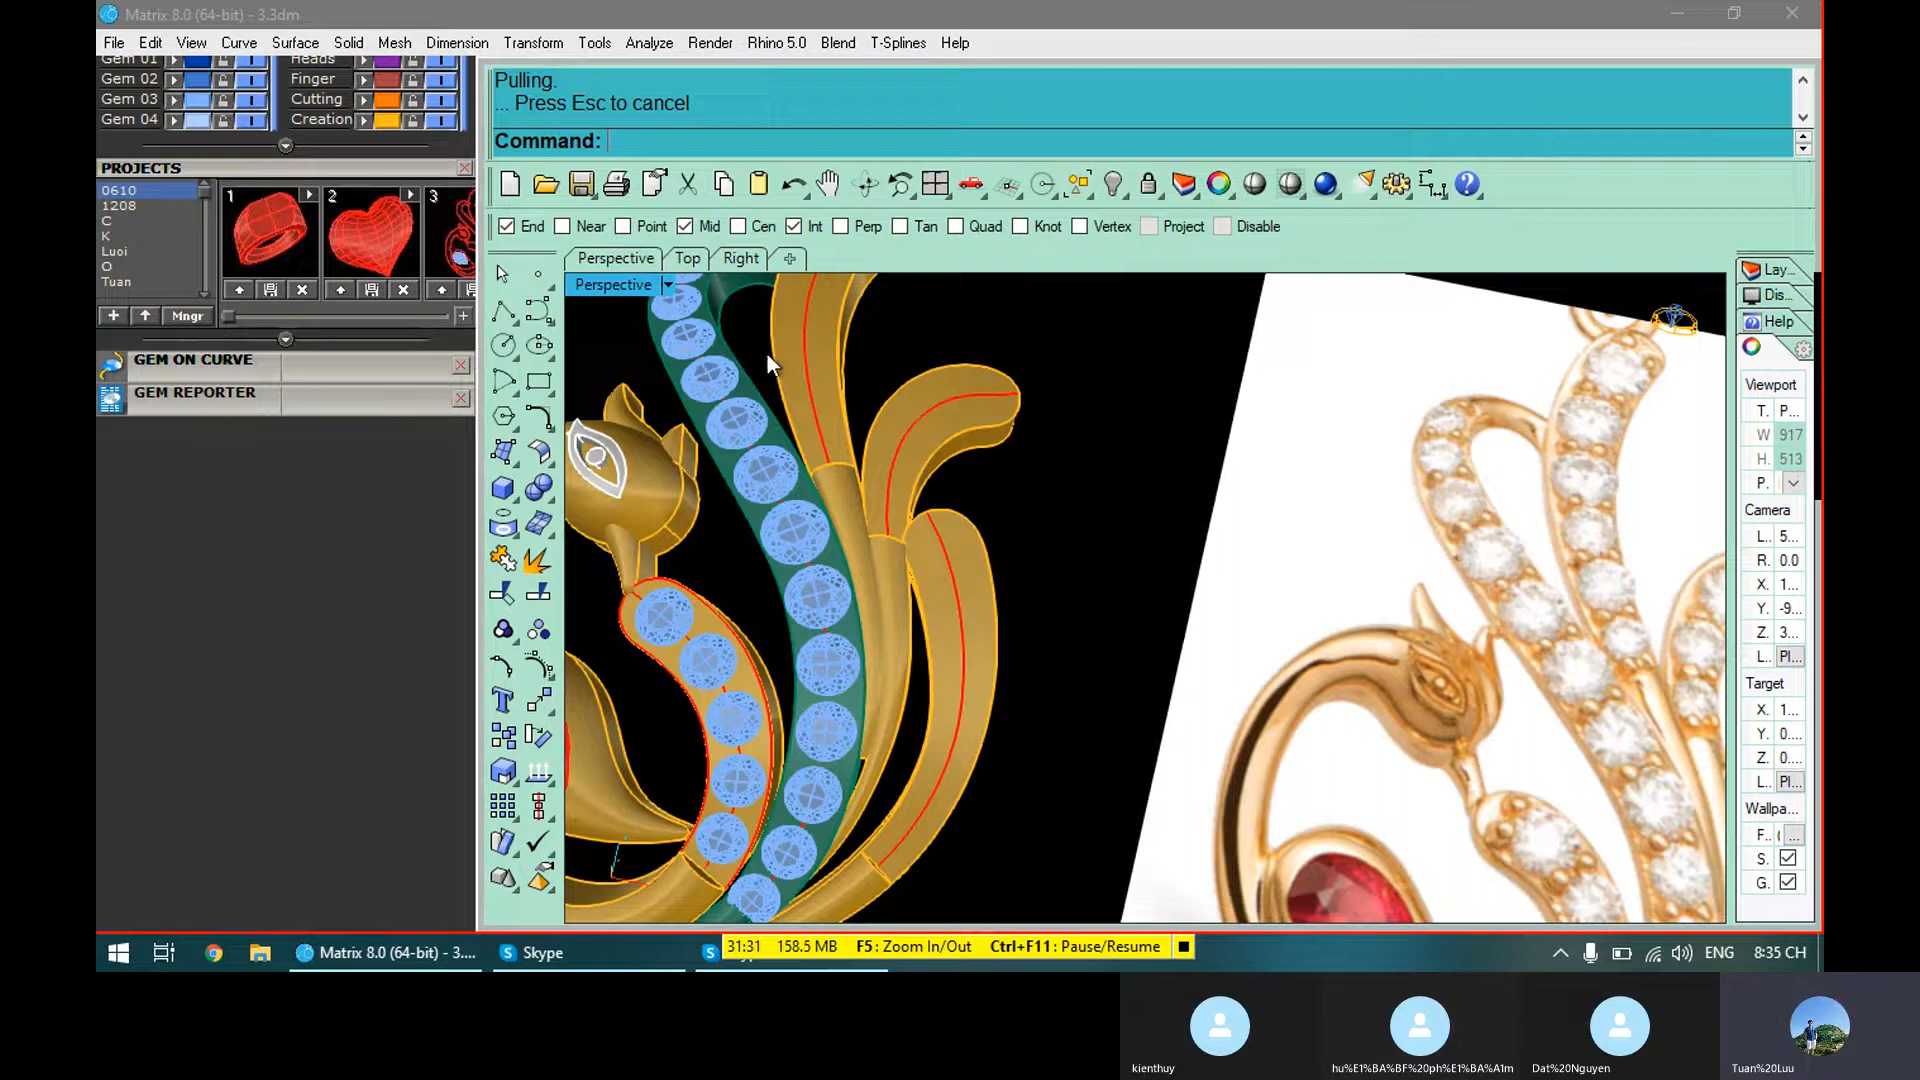 Matrix 8.0 (64-bit) - 3.3dm
File Edit View Curve Surface Solid Mesh Dimension Transform Tools Analyze Render Rhino 5.0 Blend T-Splines Help
Gem 01 Heads
Gem 02 Finger
Gem 03 Cutting
Gem 04 Creation
Pulling.
... Press Esc to cancel
Command:
PROJECTS
0610
1208
C
K
Luoi
O
Tuan
1 2 3
Mngr
GEM ON CURVE
GEM REPORTER
End Near Point Mid Cen Int Perp Tan Quad Knot Vertex Project Disable
Perspective Top Right
Perspective
Lay...
Dis...
Help
Viewport
T. P...
W 917
H. 513
P.
Camera
L.. 5...
R. 0.0
X. 1...
Y. -9...
Z. 3...
L.. Pl...
Target
X. 1...
Y. 0....
Z. 0....
L.. Pl...
Wallpa...
F.. ...
S.
G.
Matrix 8.0 (64-bit) - 3....
Skype
31:31 158.5 MB F5: Zoom In/Out Ctrl+F11: Pause/Resume
ENG 8:35 CH
kienthuy
hu%E1%BA%BF%20ph%E1%BA%A1m
Dat%20Nguyen
Tuan%20Luu